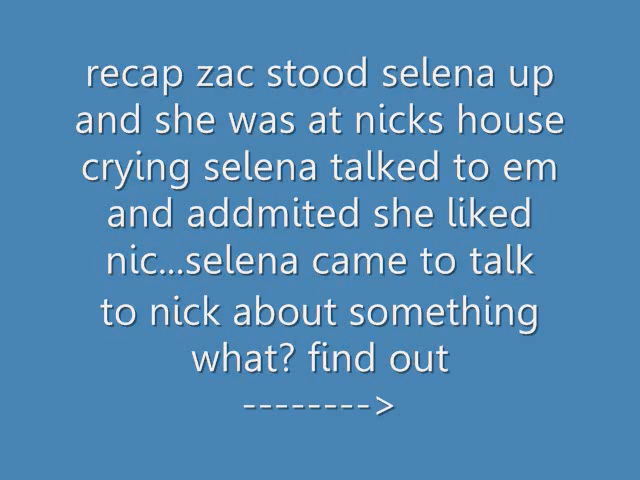 recap zac stood selena up
and she was at nicks house
crying selena talked to em
and addmited she liked
nic...selena came to talk
to nick about something
what? find out
-------->